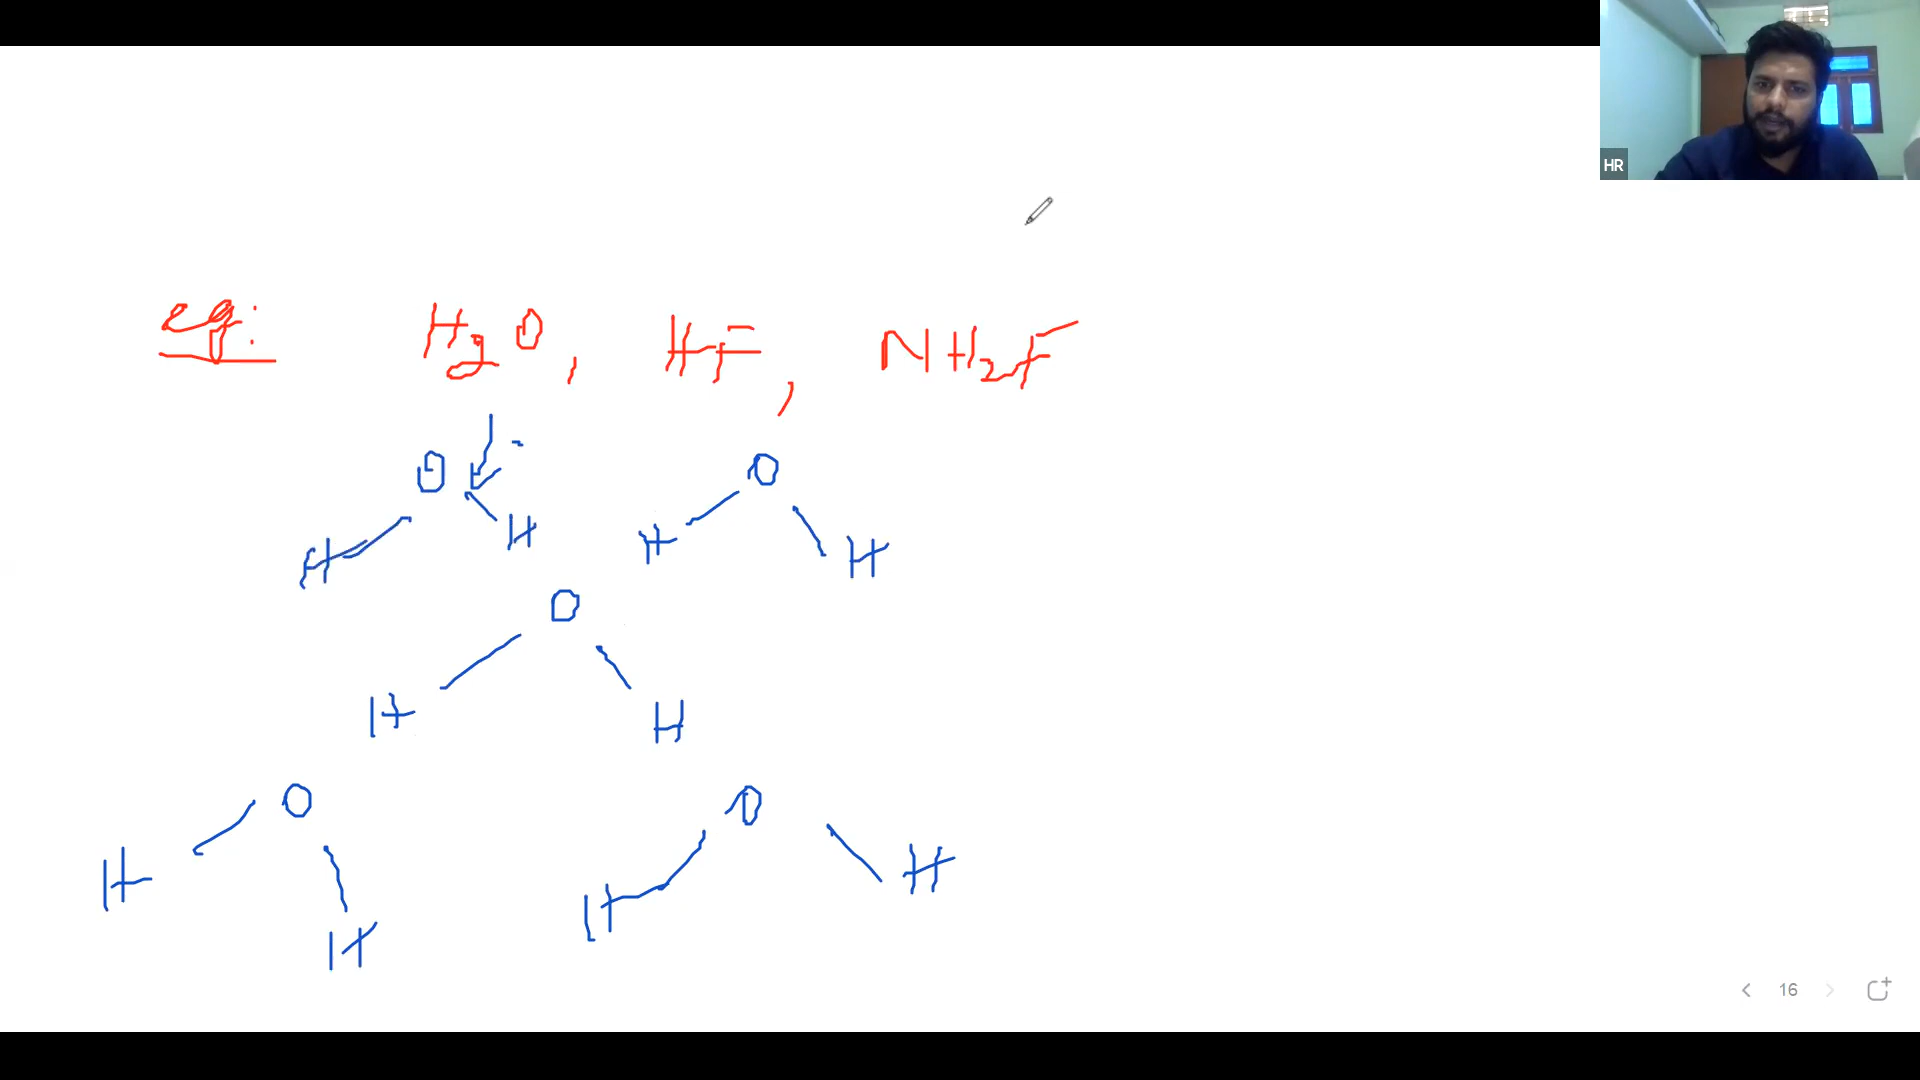 HR
eg: H2O, HF, NH2F
O O
H H H H
O
H H
O O
H H
H H
16